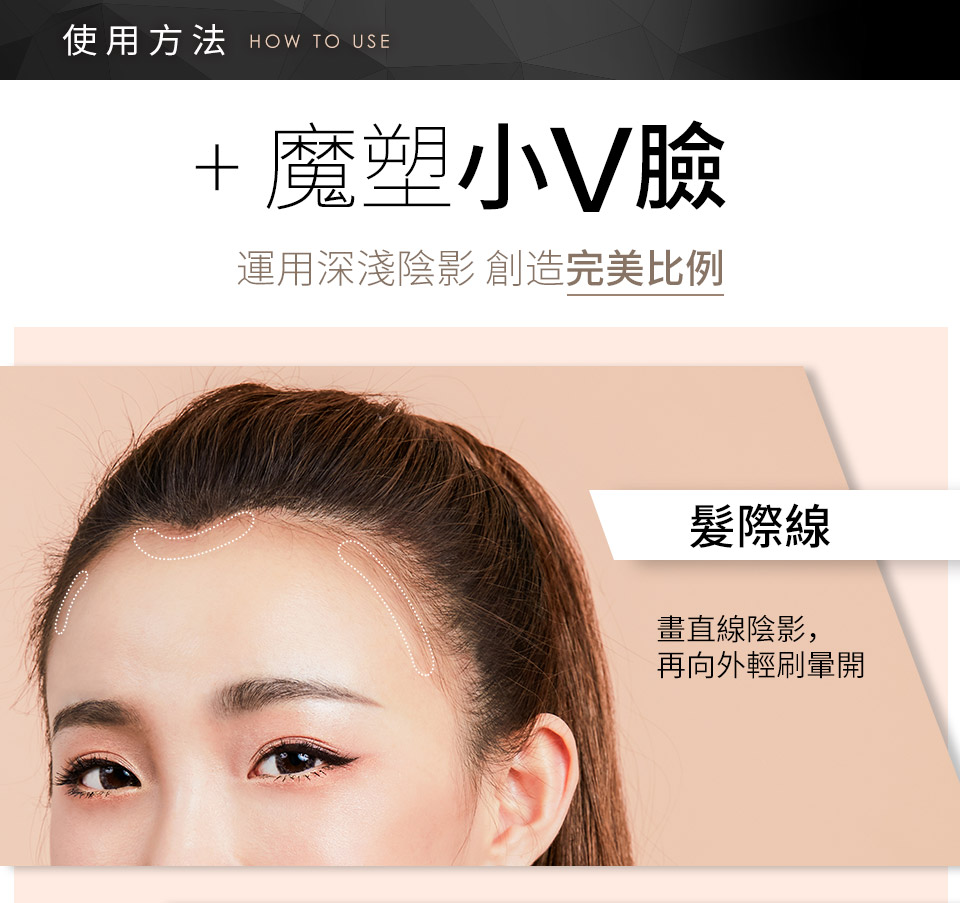 使用方法 HOW TO USE
+ 魔塑小V臉
運用深淺陰影 創造完美比例
髮際線
畫直線陰影,
再向外輕刷暈開